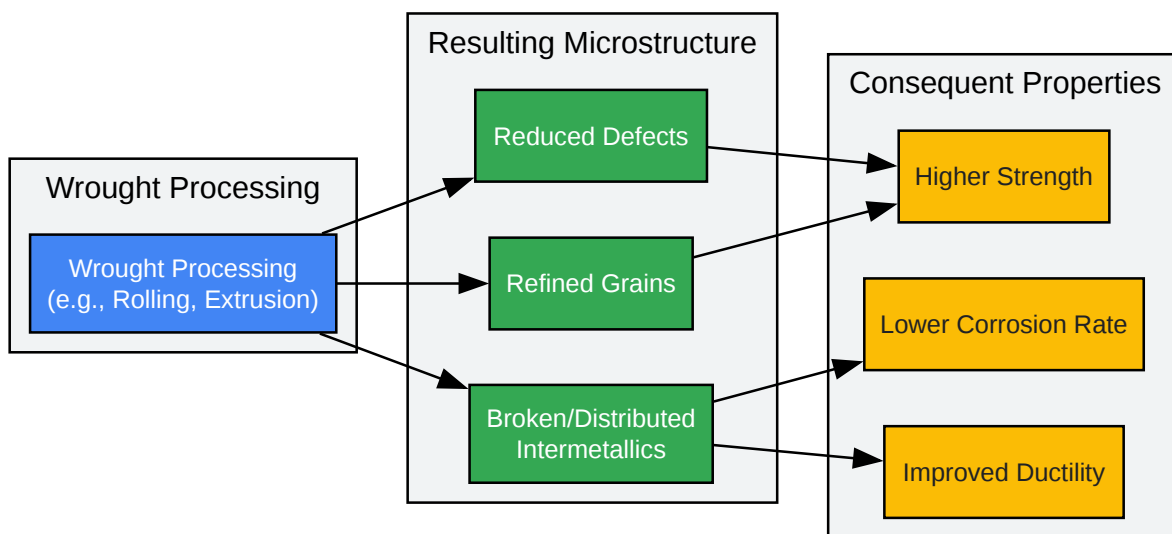 Wrought Processing
Wrought Processing
(e.g., Rolling, Extrusion)
Resulting Microstructure
Reduced Defects
Refined Grains
Broken/Distributed
Intermetallics
Consequent Properties
Higher Strength
Lower Corrosion Rate
Improved Ductility